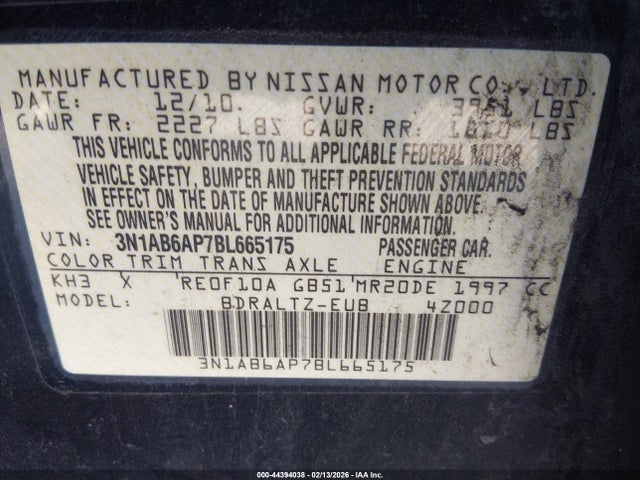 MANUFACTURED BY NISSAN MOTOR CO., LTD.
DATE: 12/10. GVWR: 3951 LBS
GAWR FR: 2227 LBS GAWR RR: LBS
THIS VEHICLE CONFORMS TO ALL APPLICABLE FEDERAL MOTOR
VEHICLE SAFETY, BUMPER AND THEFT PREVENTION STANDARDS
IN EFFECT ON THE DATE OF MANUFACTURE SHOWN ABOVE.
SEE OWNER'S MANUAL FOR ADDITIONAL INFORMATION.
VIN: 3N1AB6AP7BL665175 PASSENGER CAR.
COLOR TRIM TRANS AXLE ENGINE
KH3 X RE0F10A GB51 MR20DE 1997 CC
MODEL: BDRALTZ-EUB 4Z000
3N1AB6AP7BL665175
000-44394038 - 02/13/2026 - IAA Inc.